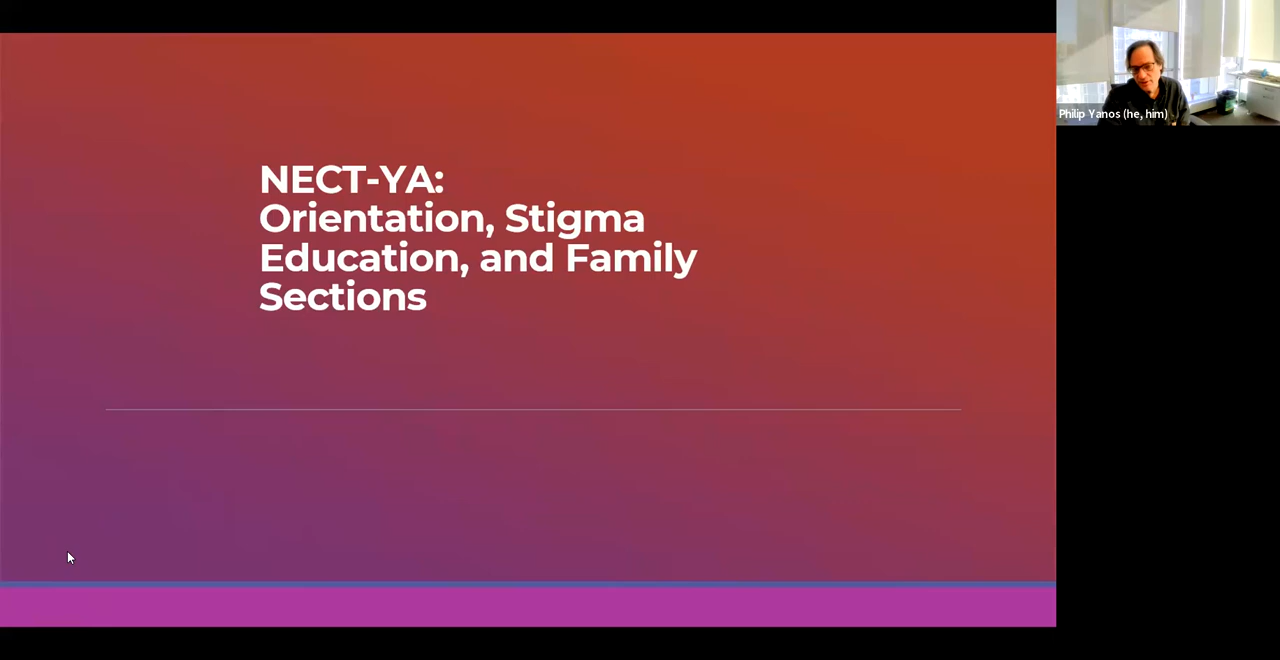 NECT-YA:
Orientation, Stigma
Education, and Family
Sections
Philip Yanos (he, him)